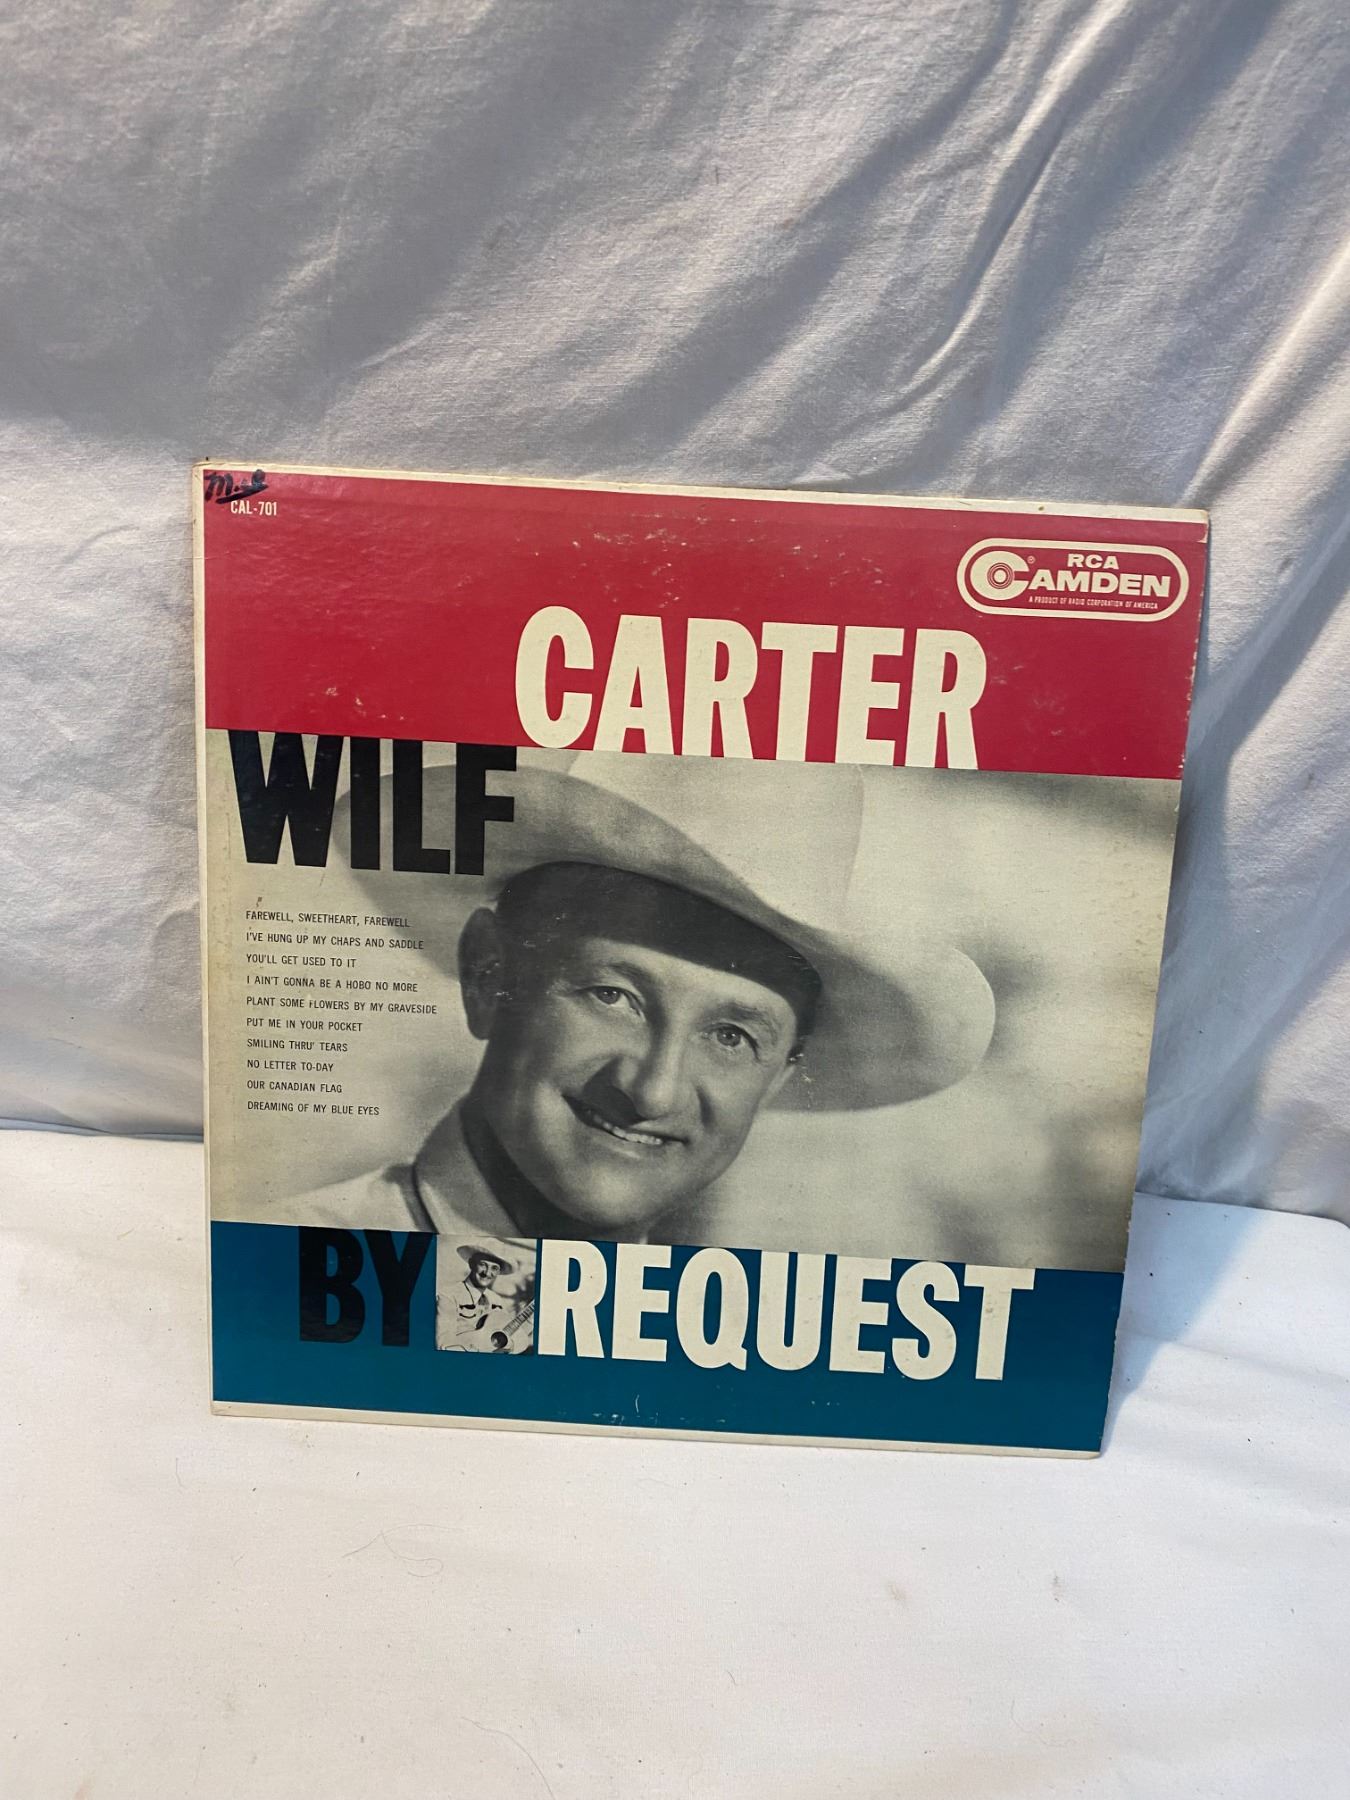 CAL-701
RCA
CAMDEN
®
A PRODUCT OF RADIO CORPORATION OF AMERICA
CARTER
WILF
FAREWELL, SWEETHEART, FAREWELL
I'VE HUNG UP MY CHAPS AND SADDLE
YOU'LL GET USED TO IT
I AIN'T GONNA BE A HOBO NO MORE
PLANT SOME FLOWERS BY MY GRAVESIDE
PUT ME IN YOUR POCKET
SMILING THRU' TEARS
NO LETTER TO-DAY
OUR CANADIAN FLAG
DREAMING OF MY BLUE EYES
BY REQUEST